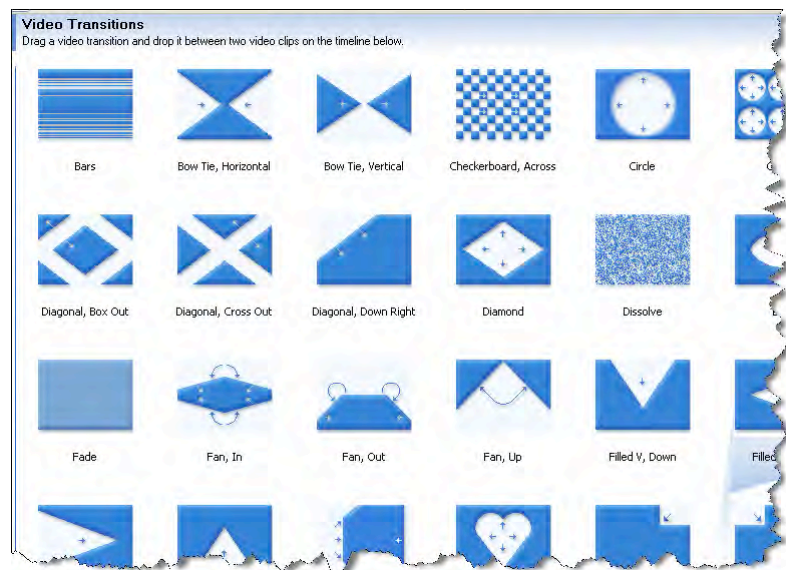 Video Transitions
Drag a video transition and drop it between two video clips on the timeline below.
Bars
Bow Tie, Horizontal
Bow Tie, Vertical
Checkerboard, Across
Circle
Diagonal, Box Out
Diagonal, Cross Out
Diagonal, Down Right
Diamond
Dissolve
Fade
Fan, In
Fan, Out
Fan, Up
Filled V, Down
Filled